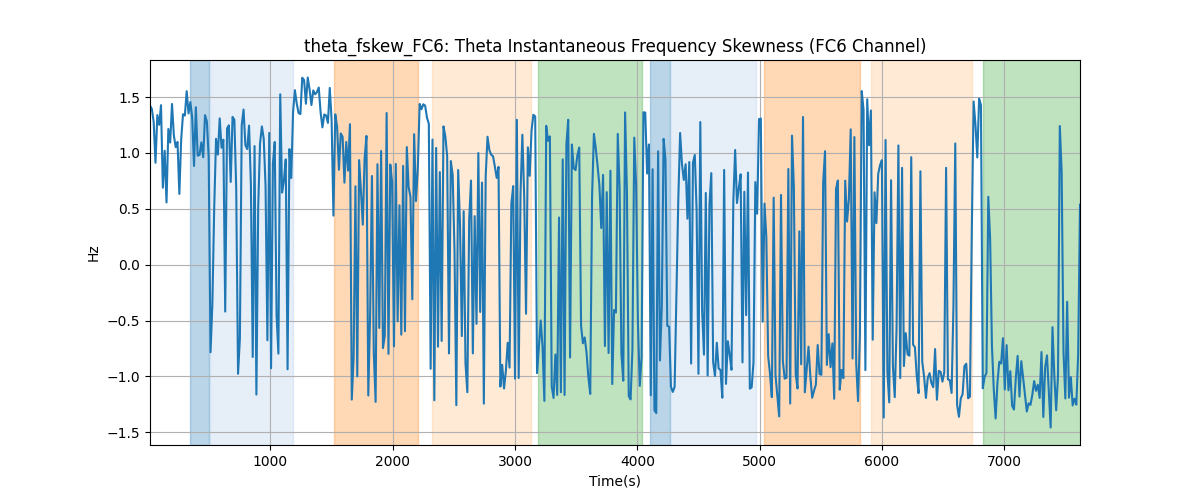 theta_fskew_FC6: Theta Instantaneous Frequency Skewness (FC6 Channel)
Hz
1.5
1.0
0.5
0.0
−0.5
−1.0
−1.5
1000 2000 3000 4000 5000 6000 7000
Time(s)